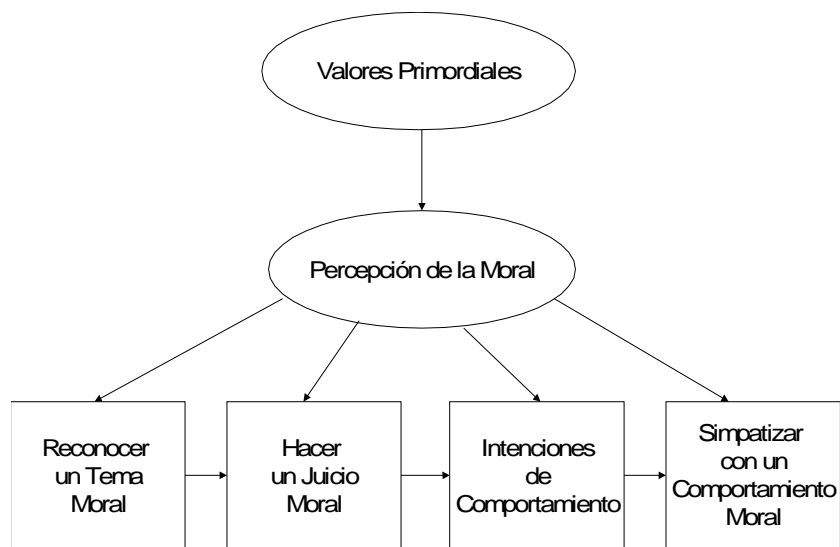 Valores Primordiales
Percepción de la Moral
Reconocer
un Tema
Moral
Hacer
un Juicio
Moral
Intenciones
de
Comportamiento
Simpatizar
con un
Comportamiento
Moral